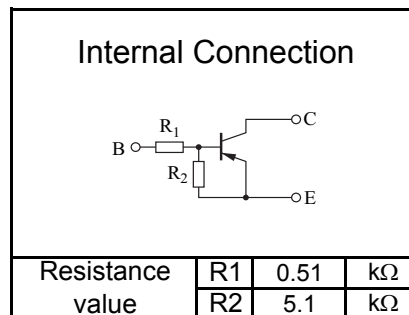 Internal Connection
C
R1
B
R2
E
Resistance value R1 0.51 kΩ
R2 5.1 kΩ